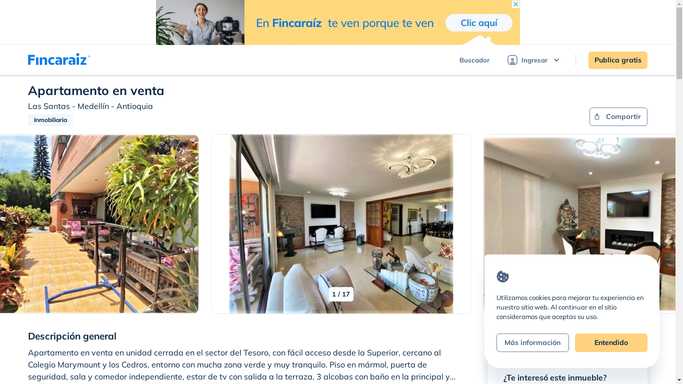 En Fincaraíz te ven porque te ven
Clic aquí
Fincaraiz
Buscador
Ingresar
Publica gratis
Apartamento en venta
Las Santas - Medellín - Antioquia
Inmobiliaria
Compartir
1 / 17
Descripción general
Apartamento en venta en unidad cerrada en el sector del Tesoro, con fácil acceso desde la Superior, cercano al
Colegio Marymount y los Cedros, entorno con mucha zona verde y muy tranquilo. Piso en mármol, puerta de
seguridad, sala y comedor independiente, estar de tv con salida a la terraza, 3 alcobas con baño en la principal y...
Utilizamos cookies para mejorar tu experiencia en
nuestro sitio web. Al continuar en el sitio
consideramos que aceptas su uso.
Más información
Entendido
¿Te interesó este inmueble?